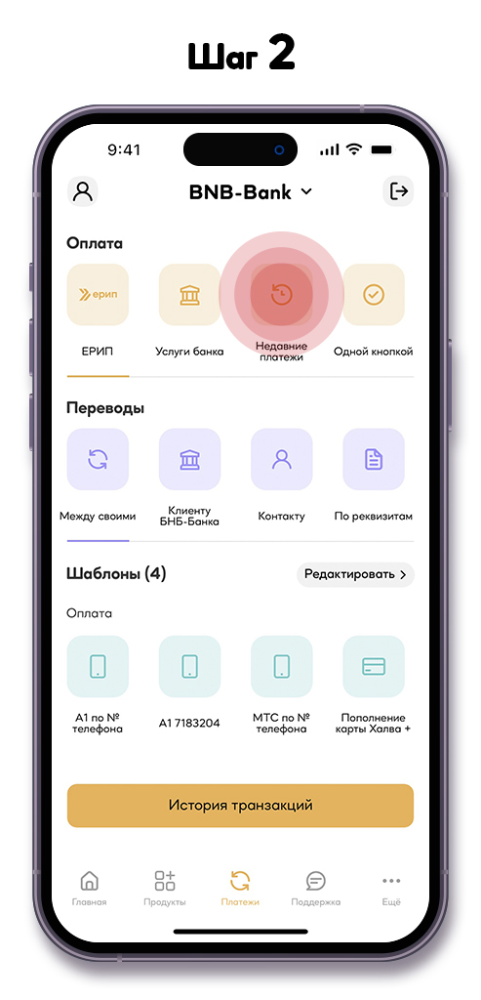 Шаг 2
9:41
BNB-Bank
Оплата
ерип
ЕРИП
Услуги банка
Недавние
платежи
Одной кнопкой
Переводы
Между своими
Клиенту
БНБ-Банка
Контакту
По реквизитам
Шаблоны (4)
Редактировать
Оплата
А1 по №
телефона
А1 7183204
МТС по №
телефона
Пополнение
карты Халва +
История транзакций
Главная
Продукты
Платежи
Поддержка
Ещё